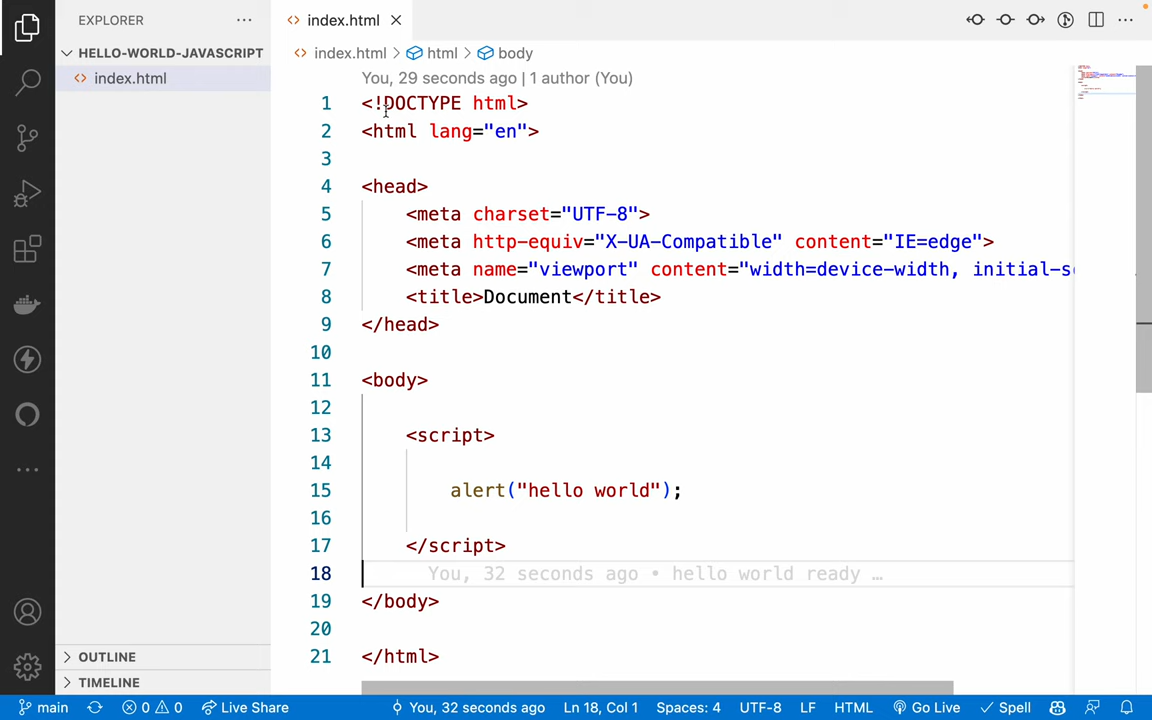 EXPLORER
HELLO-WORLD-JAVASCRIPT
index.html
OUTLINE
TIMELINE
index.html
index.html > html > body
You, 29 seconds ago | 1 author (You)
1 <!DOCTYPE html>
2 <html lang="en">
3
4 <head>
5 <meta charset="UTF-8">
6 <meta http-equiv="X-UA-Compatible" content="IE=edge">
7 <meta name="viewport" content="width=device-width, initial-s
8 <title>Document</title>
9 </head>
10
11 <body>
12
13 <script>
14
15 alert("hello world");
16
17 </script>
18 You, 32 seconds ago • hello world ready …
19 </body>
20
21 </html>
main 0 0 Live Share You, 32 seconds ago Ln 18, Col 1 Spaces: 4 UTF-8 LF HTML Go Live Spell